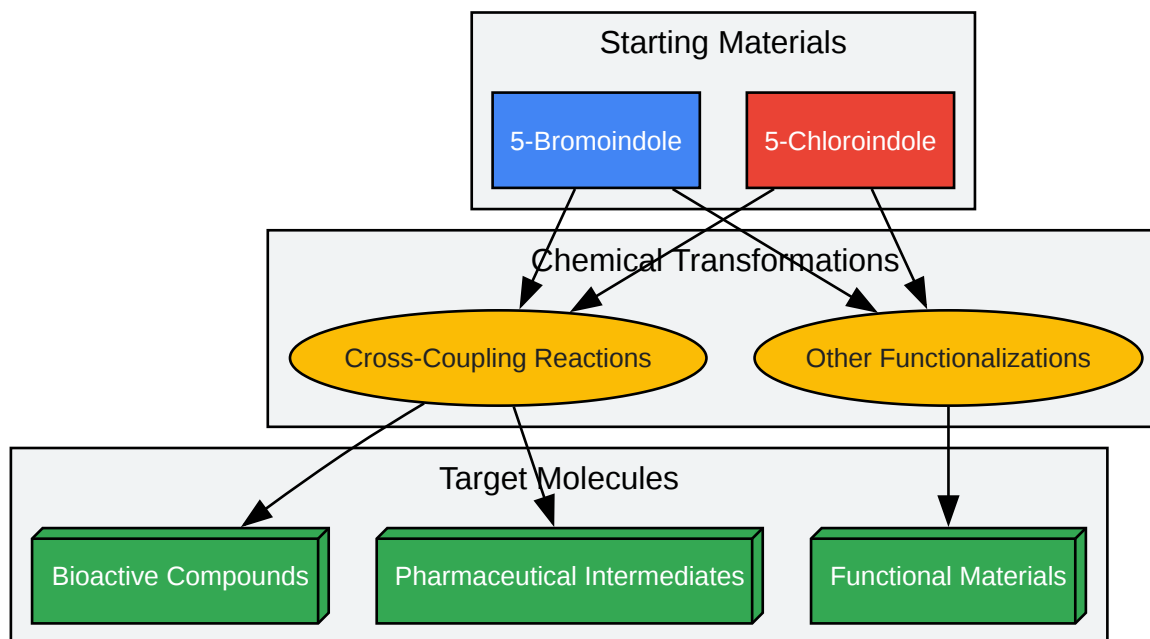 Starting Materials
5-Bromoindole
5-Chloroindole
Chemical Transformations
Cross-Coupling Reactions
Other Functionalizations
Target Molecules
Bioactive Compounds
Pharmaceutical Intermediates
Functional Materials